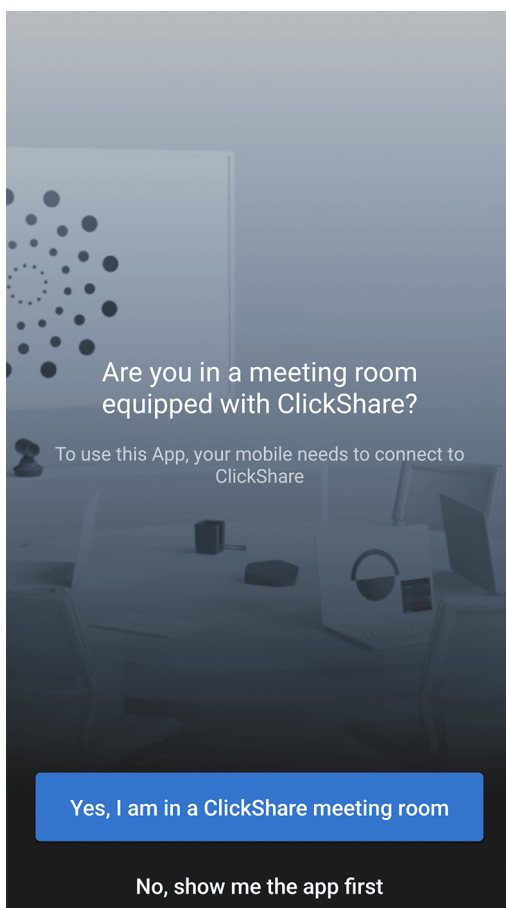 Are you in a meeting room
equipped with ClickShare?
To use this App, your mobile needs to connect to
ClickShare
Yes, I am in a ClickShare meeting room
No, show me the app first